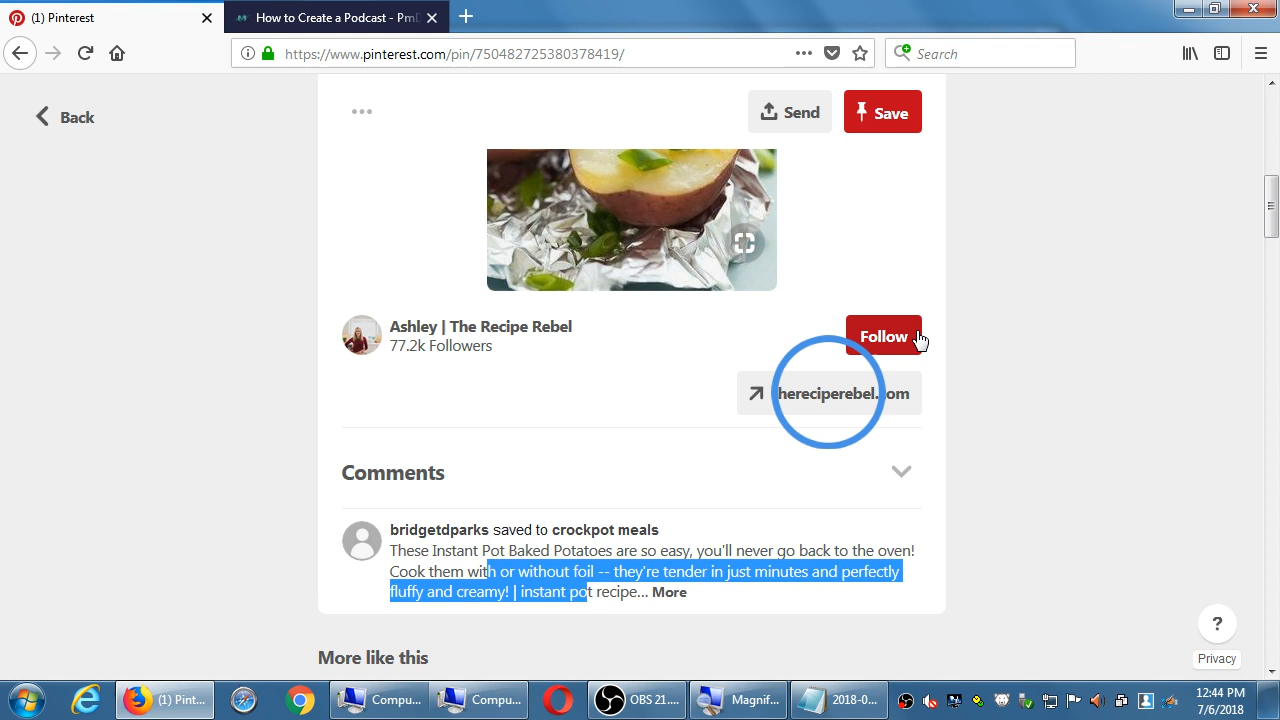 (1) Pinterest
How to Create a Podcast - PmD
https://www.pinterest.com/pin/750482725380378419/
Search
Back
Send
Save
Ashley | The Recipe Rebel
77.2k Followers
Follow
hereciperebel.com
Comments
bridgetdparks saved to crockpot meals
These Instant Pot Baked Potatoes are so easy, you'll never go back to the oven!
Cook them with or without foil -- they're tender in just minutes and perfectly
fluffy and creamy! | instant pot recipe... More
More like this
?
Privacy
(1) Pint...
Compu...
Compu...
OBS 21....
Magnif...
2018-0...
12:44 PM
7/6/2018